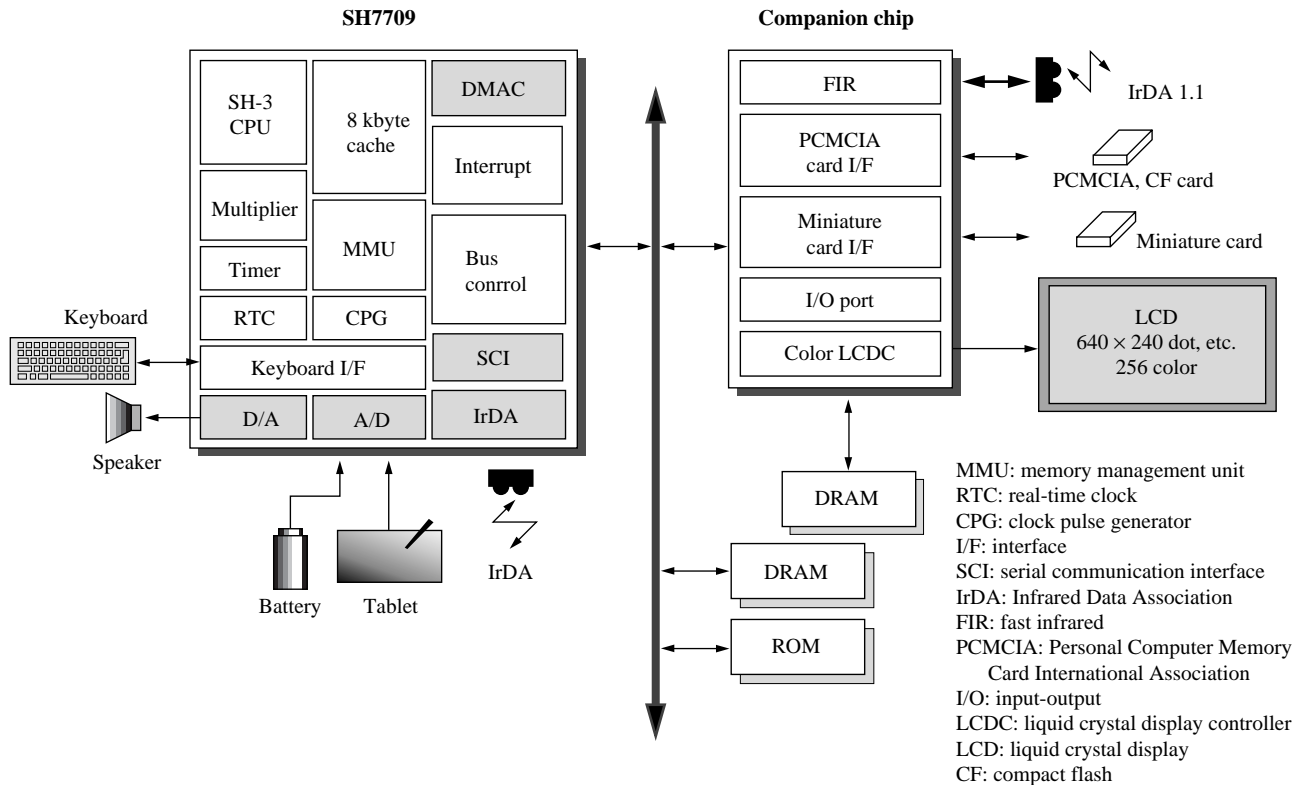 SH7709
Companion chip
SH-3
CPU
8 kbyte
cache
DMAC
Interrupt
Multiplier
MMU
Bus
conrrol
Timer
RTC
CPG
SCI
Keyboard I/F
D/A
A/D
IrDA
Keyboard
Speaker
Battery
Tablet
IrDA
FIR
PCMCIA
card I/F
Miniature
card I/F
I/O port
Color LCDC
IrDA 1.1
PCMCIA, CF card
Miniature card
LCD
640 × 240 dot, etc.
256 color
DRAM
DRAM
ROM
MMU: memory management unit
RTC: real-time clock
CPG: clock pulse generator
I/F: interface
SCI: serial communication interface
IrDA: Infrared Data Association
FIR: fast infrared
PCMCIA: Personal Computer Memory
Card International Association
I/O: input-output
LCDC: liquid crystal display controller
LCD: liquid crystal display
CF: compact flash